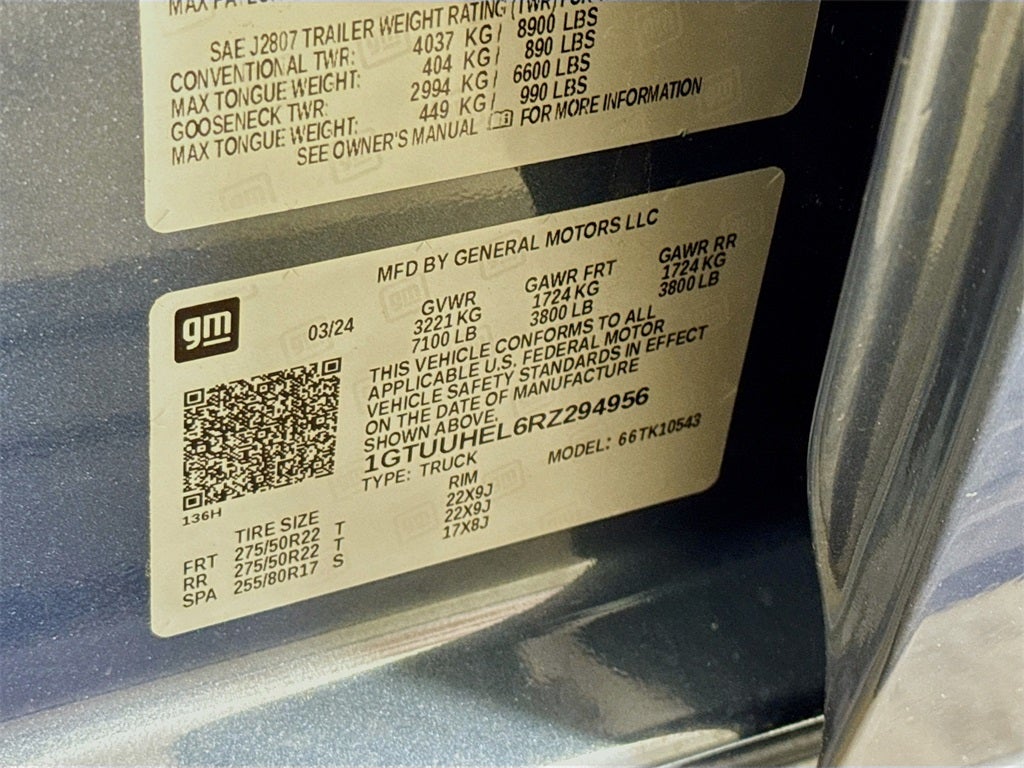 SAE J2807 TRAILER WEIGHT RATING (TWR)
CONVENTIONAL TWR: 4037 KG/ 8900 LBS
MAX TONGUE WEIGHT: 404 KG/ 890 LBS
GOOSENECK TWR: 2994 KG/ 6600 LBS
MAX TONGUE WEIGHT: 449 KG/ 990 LBS
SEE OWNER'S MANUAL FOR MORE INFORMATION
MFD BY GENERAL MOTORS LLC
gm
03/24
GVWR GAWR FRT GAWR RR
3221 KG 1724 KG 1724 KG
7100 LB 3800 LB 3800 LB
THIS VEHICLE CONFORMS TO ALL
APPLICABLE U.S. FEDERAL MOTOR
VEHICLE SAFETY STANDARDS IN EFFECT
ON THE DATE OF MANUFACTURE
SHOWN ABOVE.
1GTUUHEL6RZ294956
TYPE: TRUCK MODEL: 66TK10543
136H
TIRE SIZE RIM
FRT 275/50R22 T 22X9J
RR 275/50R22 T 22X9J
SPA 255/80R17 S 17X8J